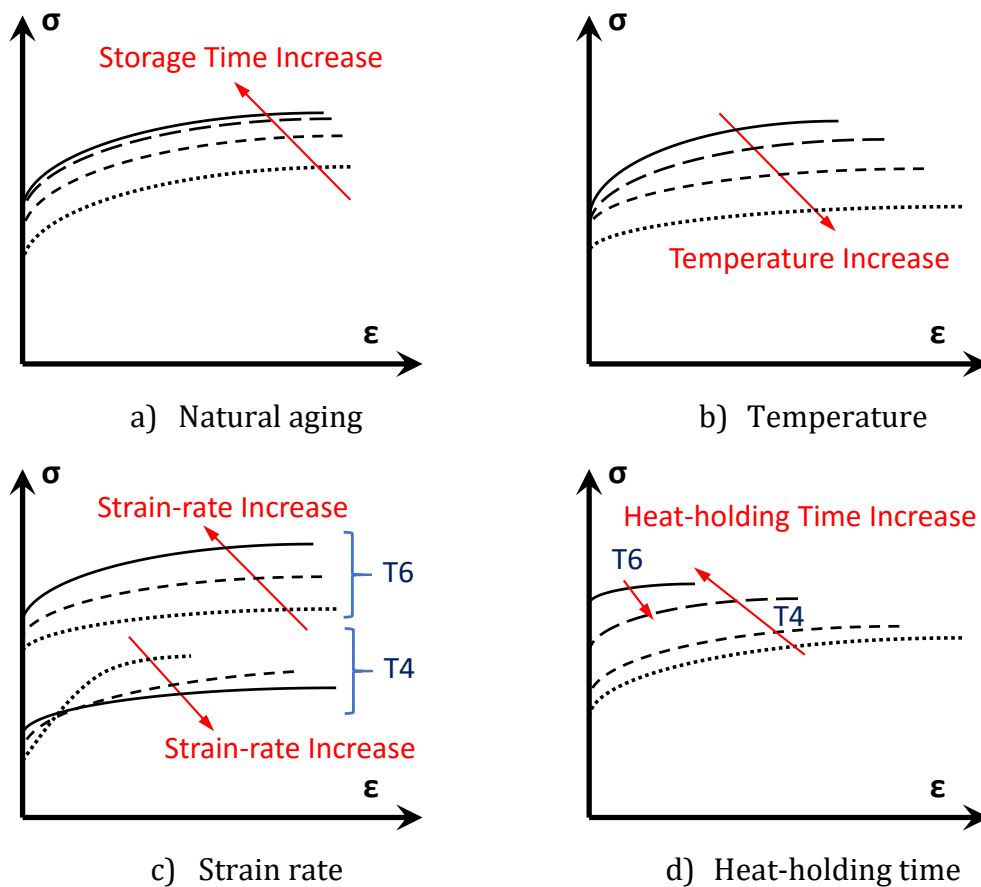 σ
Storage Time Increase
ε
a) Natural aging
σ
Temperature Increase
ε
b) Temperature
σ
Strain-rate Increase
T6
T4
Strain-rate Increase
ε
c) Strain rate
σ
Heat-holding Time Increase
T6
T4
ε
d) Heat-holding time